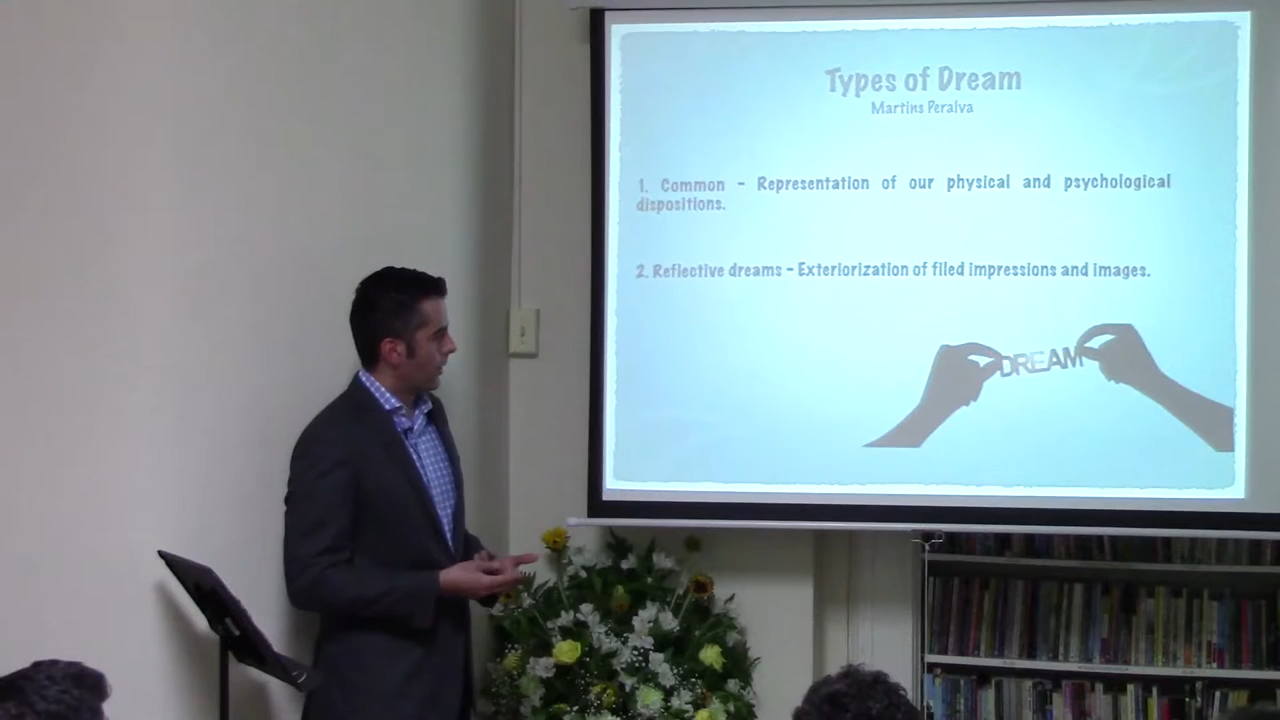 Types of Dream
Martins Peralva
1. Common - Representation of our physical and psychological
dispositions.
2. Reflective dreams - Exteriorization of filed impressions and images.
DREAM